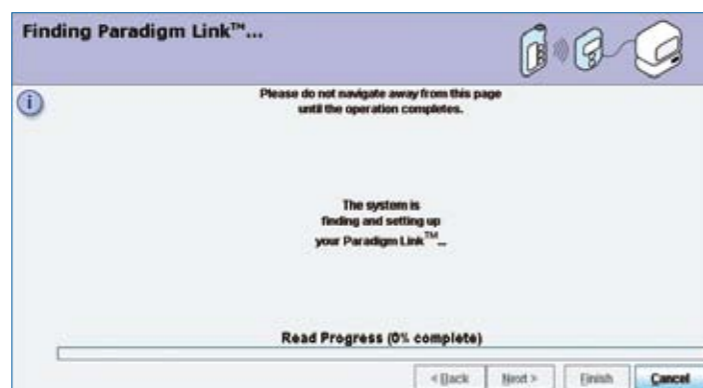 Finding Paradigm Link™...
Please do not navigate away from this page
until the operation completes.
The system is
finding and setting up
your Paradigm Link™...
Read Progress (0% complete)
< Back Next > Finish Cancel